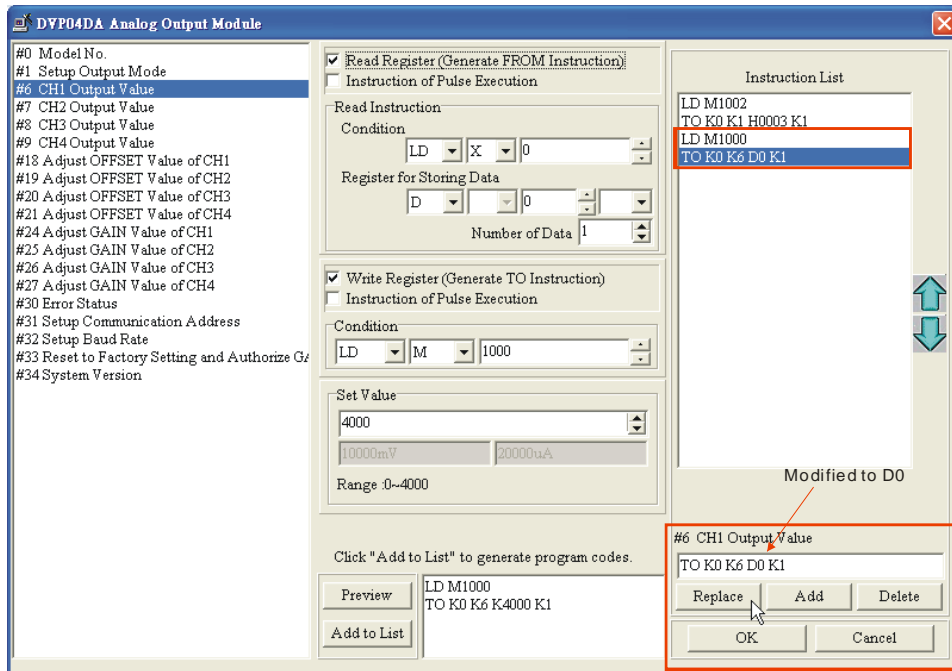 DVP04DA Analog Output Module
#0 Model No.
#1 Setup Output Mode
#6 CH1 Output Value
#7 CH2 Output Value
#8 CH3 Output Value
#9 CH4 Output Value
#18 Adjust OFFSET Value of CH1
#19 Adjust OFFSET Value of CH2
#20 Adjust OFFSET Value of CH3
#21 Adjust OFFSET Value of CH4
#24 Adjust GAIN Value of CH1
#25 Adjust GAIN Value of CH2
#26 Adjust GAIN Value of CH3
#27 Adjust GAIN Value of CH4
#30 Error Status
#31 Setup Communication Address
#32 Setup Baud Rate
#33 Reset to Factory Setting and Authorize GA
#34 System Version
Read Register (Generate FROM Instruction)
Instruction of Pulse Execution
Read Instruction
Condition
LD X 0
Register for Storing Data
D 0
Number of Data 1
Write Register (Generate TO Instruction)
Instruction of Pulse Execution
Condition
LD M 1000
Set Value
4000
10000mV 20000uA
Range :0~4000
Click "Add to List" to generate program codes.
Preview
Add to List
LD M1000
TO K0 K6 K4000 K1
Instruction List
LD M1002
TO K0 K1 H0003 K1
LD M1000
TO K0 K6 D0 K1
Modified to D0
#6 CH1 Output Value
TO K0 K6 D0 K1
Replace Add Delete
OK Cancel